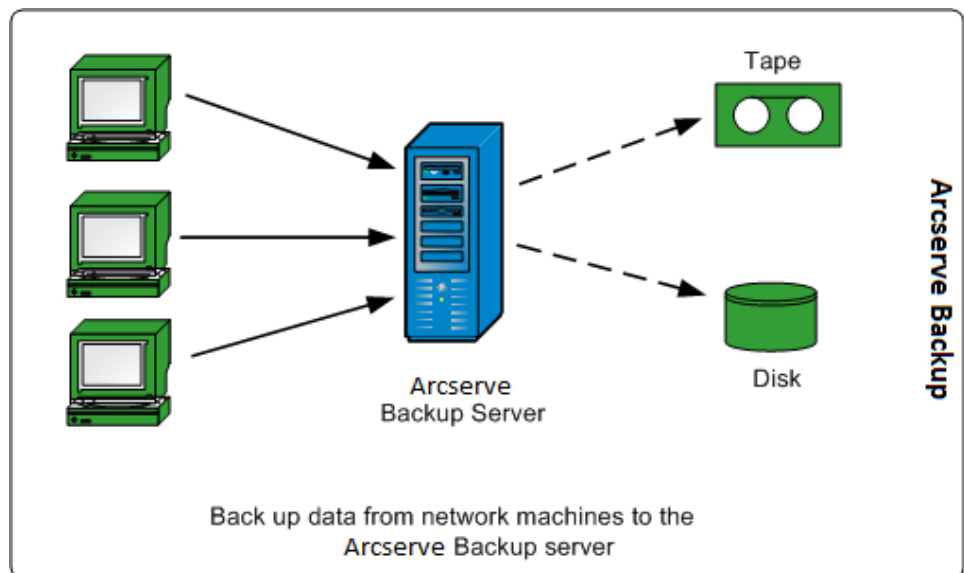 Tape
Arcserve Backup
Disk
Arcserve
Backup Server
Back up data from network machines to the
Arcserve Backup server